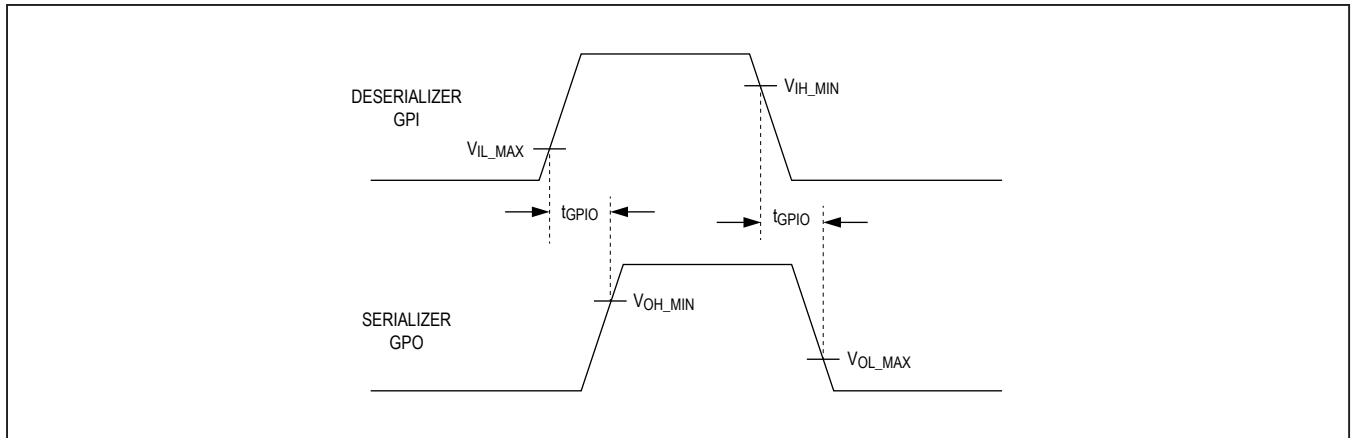 DESERIALIZER
GPI
VIH_MIN
VIL_MAX
tGPIO
tGPIO
VOH_MIN
SERIALIZER
GPO
VOL_MAX